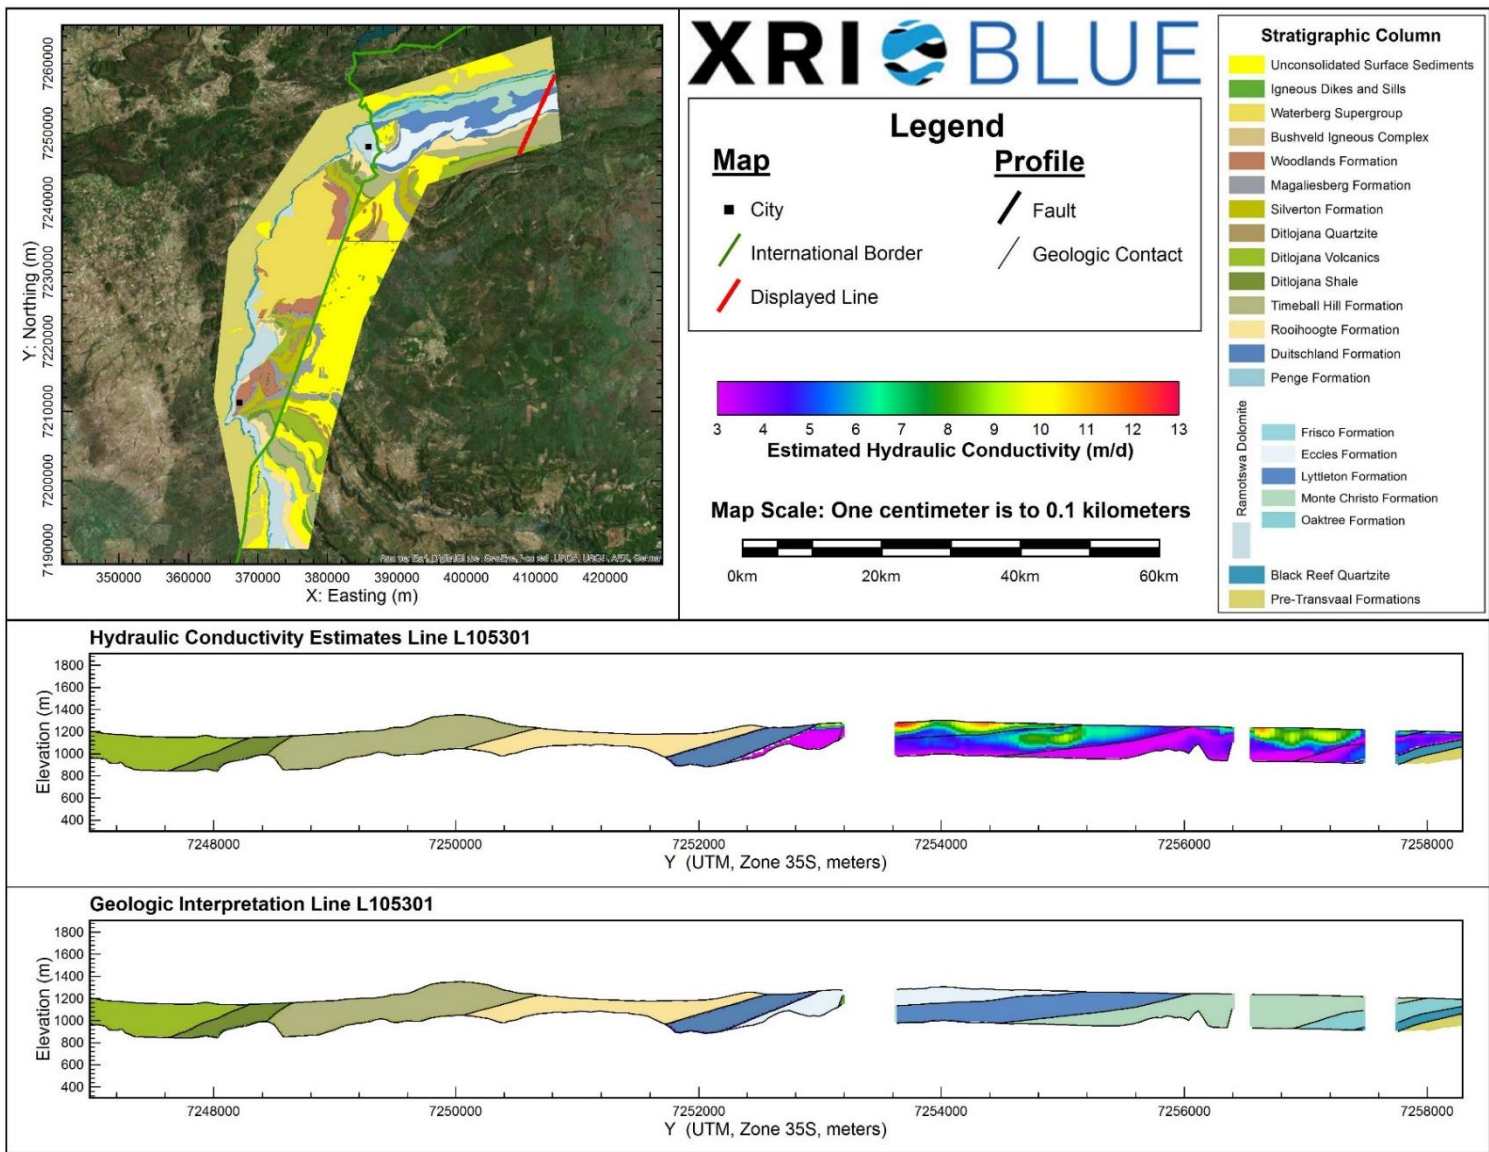 7260000
7250000
7240000
7230000
7220000
7210000
7200000
7190000
Y: Northing (m)
350000 360000 370000 380000 390000 400000 410000 420000
X: Easting (m)
XRI BLUE
Legend
Map
City
International Border
Displayed Line
Profile
Fault
Geologic Contact
3 4 5 6 7 8 9 10 11 12 13
Estimated Hydraulic Conductivity (m/d)
Map Scale: One centimeter is to 0.1 kilometers
0km 20km 40km 60km
Stratigraphic Column
Unconsolidated Surface Sediments
Igneous Dikes and Sills
Waterberg Supergroup
Bushveld Igneous Complex
Woodlands Formation
Magaliesberg Formation
Silverton Formation
Ditlojana Quartzite
Ditlojana Volcanics
Ditlojana Shale
Timeball Hill Formation
Rooihoogte Formation
Duitschland Formation
Penge Formation
Ramotswa Dolomite
Frisco Formation
Eccles Formation
Lyttleton Formation
Monte Christo Formation
Oaktree Formation
Black Reef Quartzite
Pre-Transvaal Formations
Hydraulic Conductivity Estimates Line L105301
1800
1600
1400
1200
1000
800
600
400
Elevation (m)
7248000 7250000 7252000 7254000 7256000 7258000
Y (UTM, Zone 35S, meters)
Geologic Interpretation Line L105301
1800
1600
1400
1200
1000
800
600
400
Elevation (m)
7248000 7250000 7252000 7254000 7256000 7258000
Y (UTM, Zone 35S, meters)